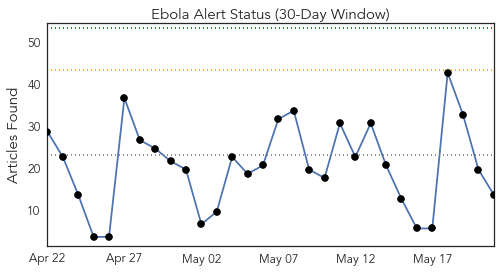 Ebola Alert Status (30-Day Window)
Articles Found
50
40
30
20
10
Apr 22 Apr 27 May 02 May 07 May 12 May 17